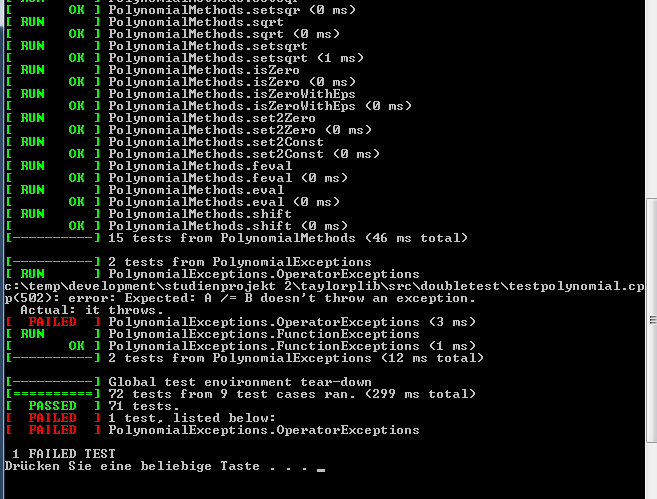 [       OK ] PolynomialMethods.setsqr (0 ms)
[ RUN      ] PolynomialMethods.sqrt
[       OK ] PolynomialMethods.sqrt (0 ms)
[ RUN      ] PolynomialMethods.setsqrt
[       OK ] PolynomialMethods.setsqrt (1 ms)
[ RUN      ] PolynomialMethods.isZero
[       OK ] PolynomialMethods.isZero (0 ms)
[ RUN      ] PolynomialMethods.isZeroWithEps
[       OK ] PolynomialMethods.isZeroWithEps (0 ms)
[ RUN      ] PolynomialMethods.set2Zero
[       OK ] PolynomialMethods.set2Zero (0 ms)
[ RUN      ] PolynomialMethods.set2Const
[       OK ] PolynomialMethods.set2Const (0 ms)
[ RUN      ] PolynomialMethods.feval
[       OK ] PolynomialMethods.feval (0 ms)
[ RUN      ] PolynomialMethods.eval
[       OK ] PolynomialMethods.eval (0 ms)
[ RUN      ] PolynomialMethods.shift
[       OK ] PolynomialMethods.shift (0 ms)
[----------] 15 tests from PolynomialMethods (46 ms total)
[----------] 2 tests from PolynomialExceptions
[ RUN      ] PolynomialExceptions.OperatorExceptions
c:\temp\development\studienprojekt 2\taylorplib\src\doubletest\testpolynomial.cp
p(502): error: Expected: A /= B doesn't throw an exception.
  Actual: it throws.
[  FAILED  ] PolynomialExceptions.OperatorExceptions (3 ms)
[ RUN      ] PolynomialExceptions.FunctionExceptions
[       OK ] PolynomialExceptions.FunctionExceptions (1 ms)
[----------] 2 tests from PolynomialExceptions (12 ms total)
[----------] Global test environment tear-down
[==========] 72 tests from 9 test cases ran. (299 ms total)
[  PASSED  ] 71 tests.
[  FAILED  ] 1 test, listed below:
[  FAILED  ] PolynomialExceptions.OperatorExceptions
 1 FAILED TEST
Drücken Sie eine beliebige Taste . . . _